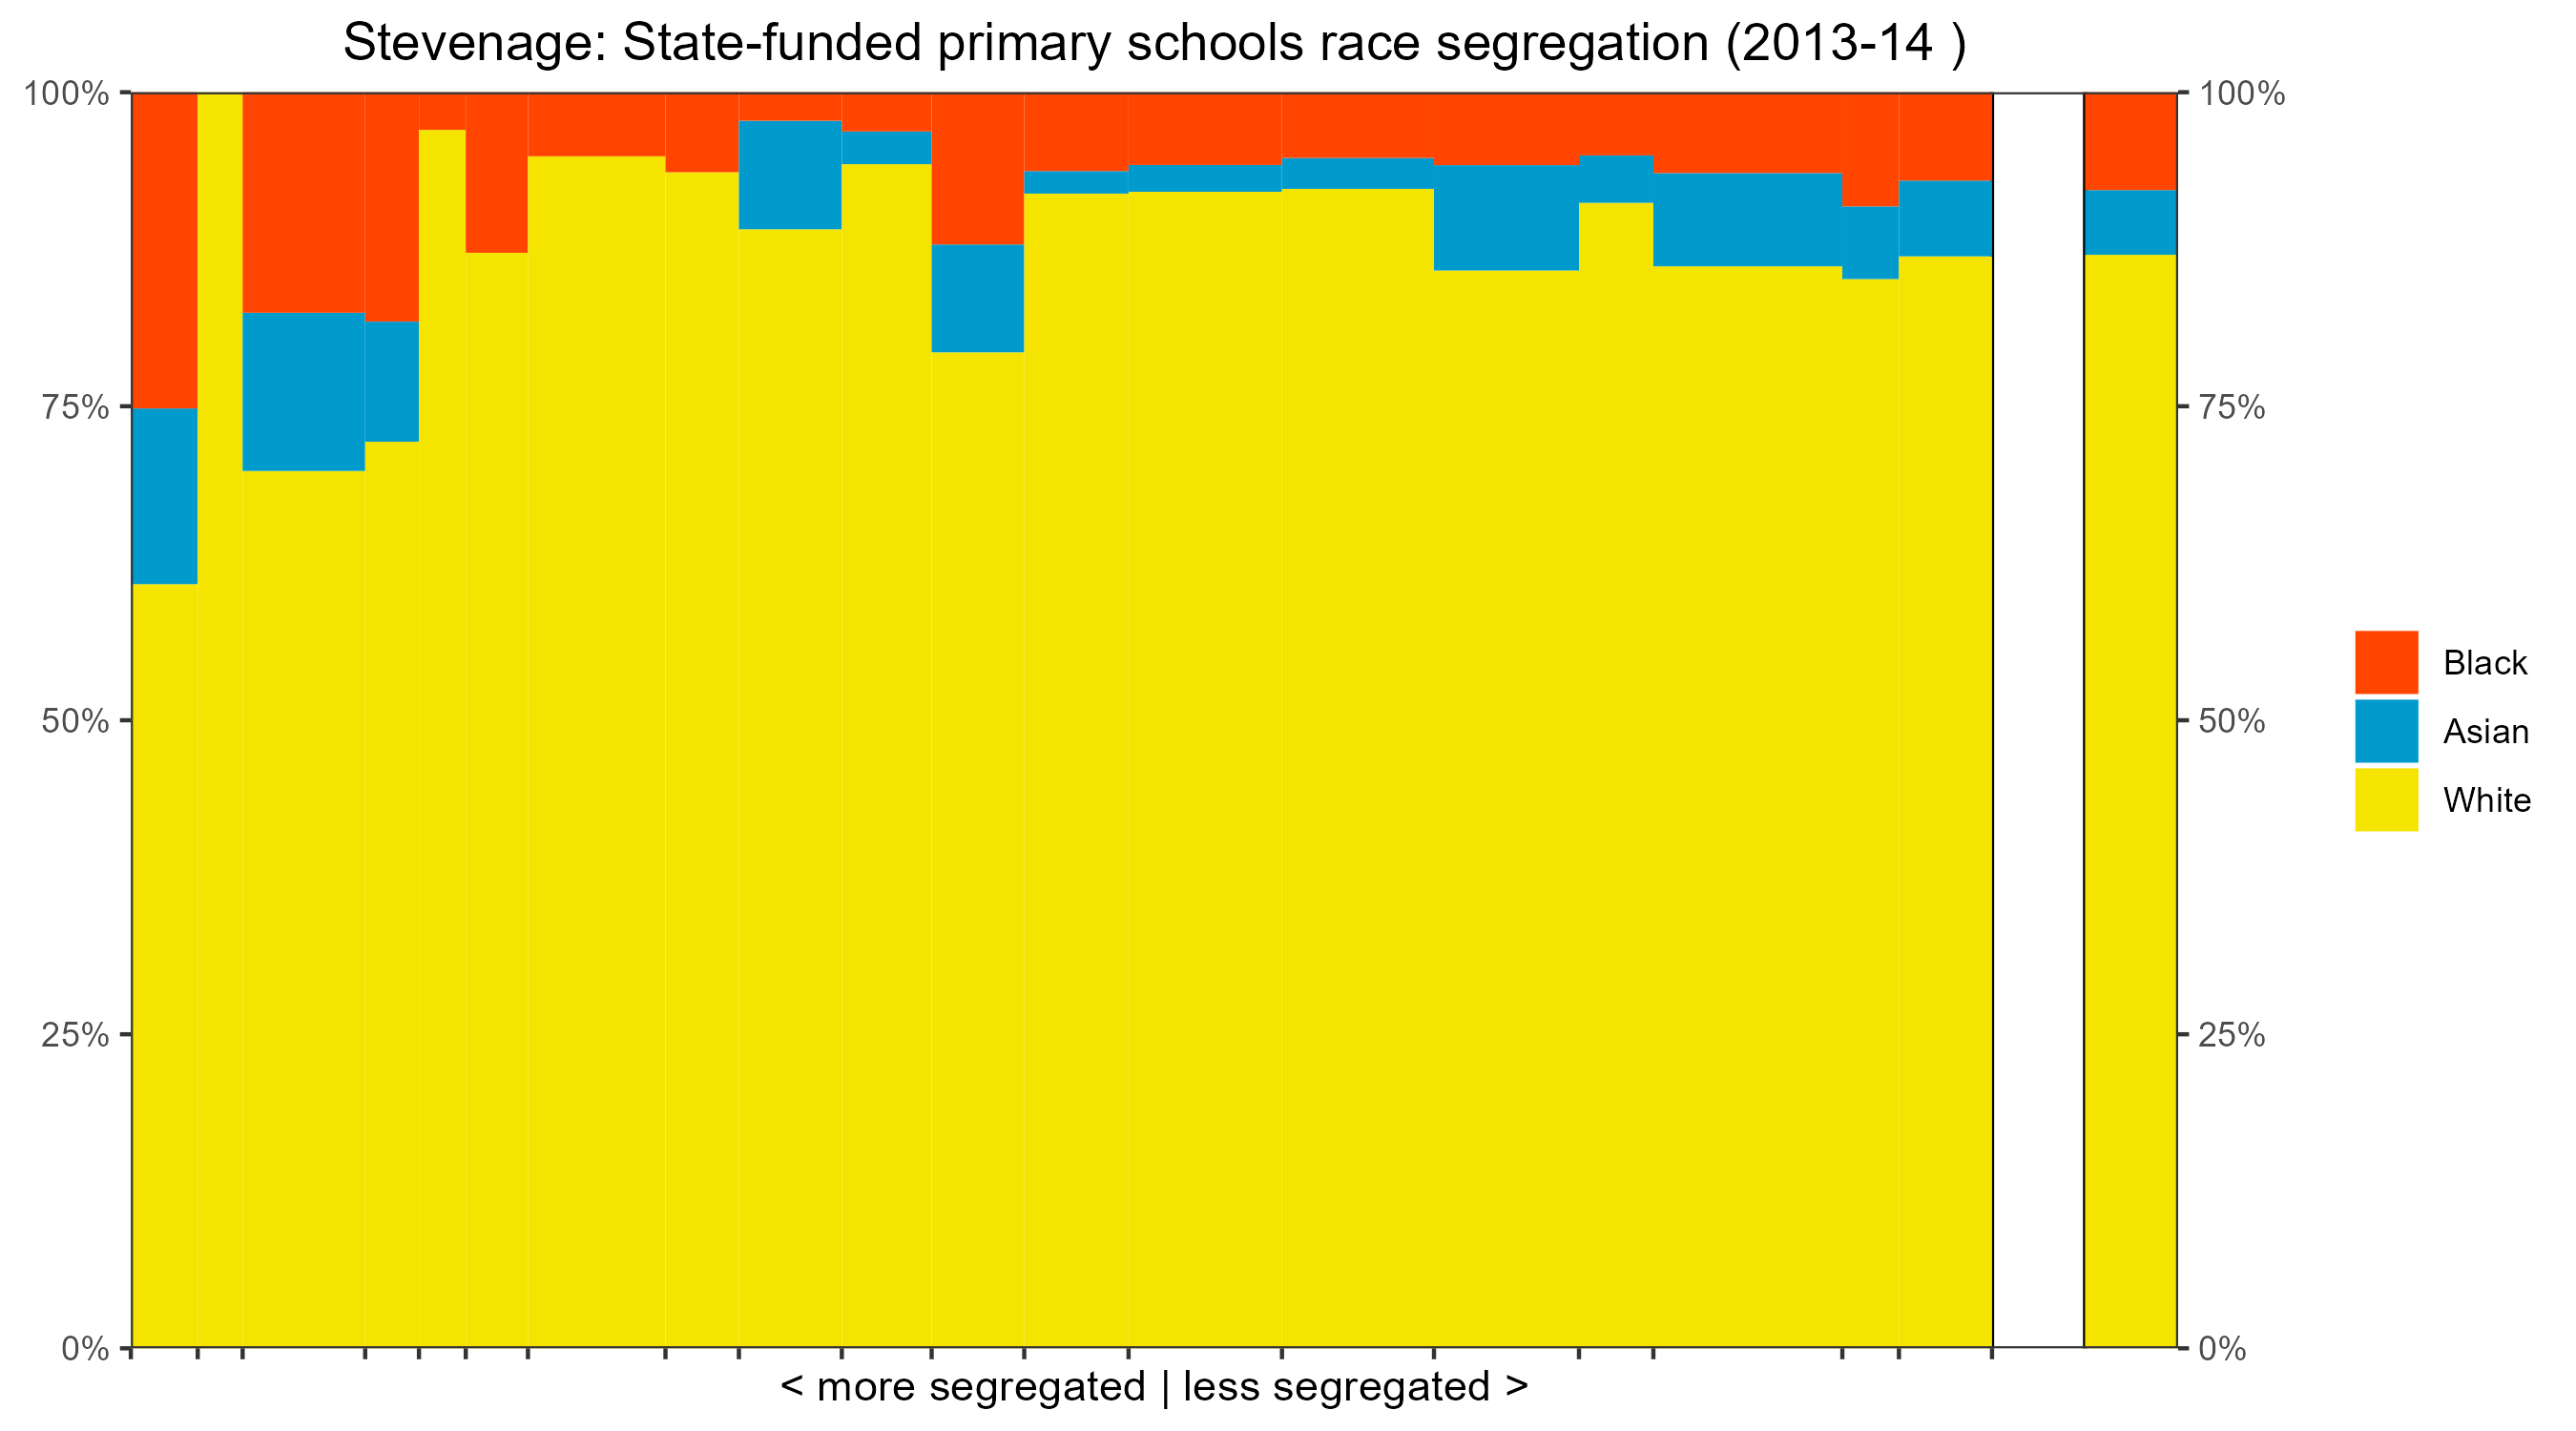 Stevenage: State-funded primary schools race segregation (2013-14 )
100%
100%
75%
75%
50%
50%
25%
25%
0%
0%
Black
Asian
White
< more segregated | less segregated >